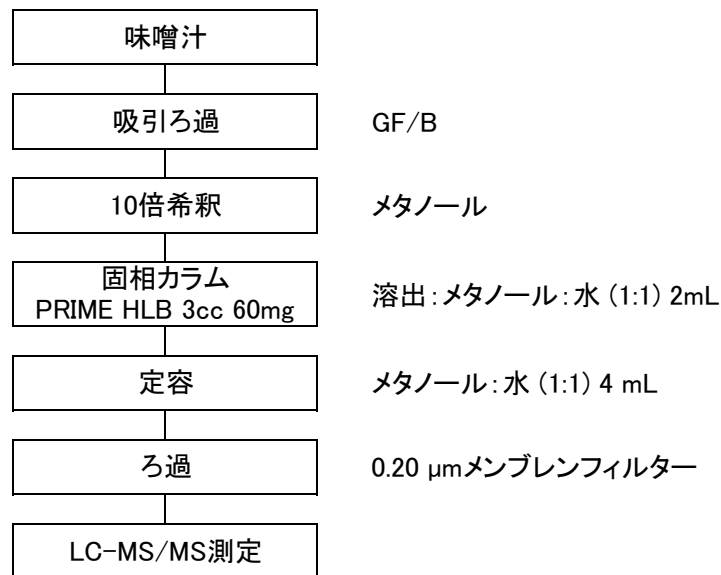 味噌汁
吸引ろ過 GF/B
10倍希釈 メタノール
固相カラム
PRIME HLB 3cc 60mg 溶出:メタノール:水 (1:1) 2mL
定容 メタノール:水 (1:1) 4 mL
ろ過 0.20 μmメンブレンフィルター
LC-MS/MS測定